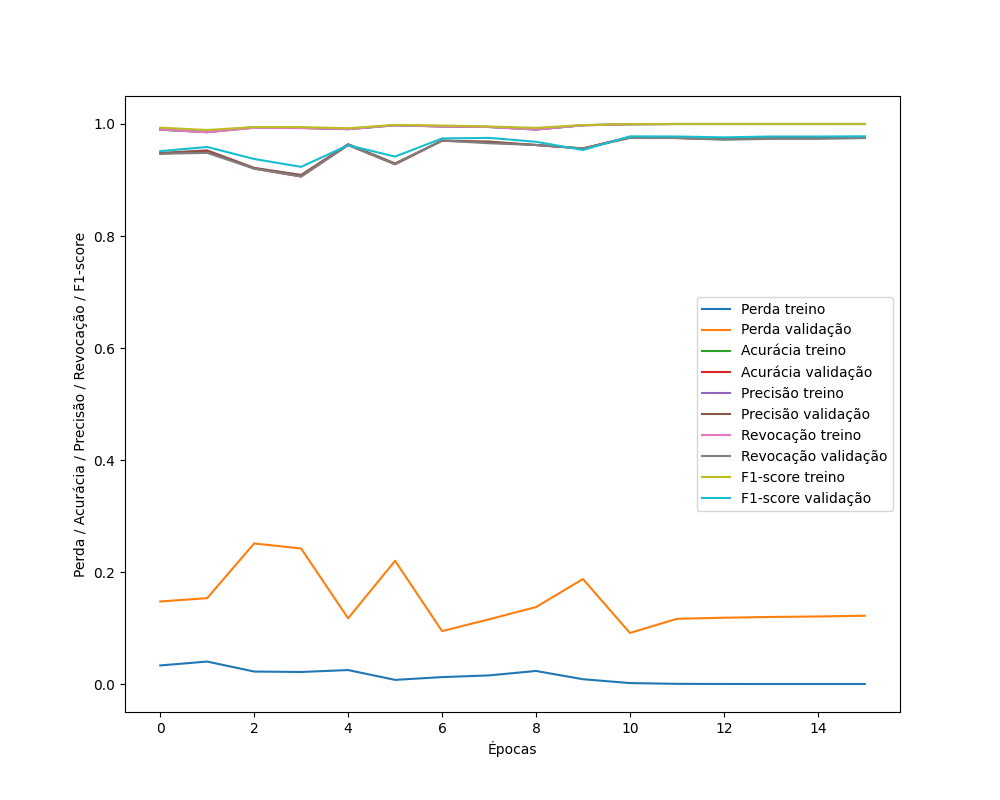 1.0
0.8
0.6
0.4
0.2
0.0
Perda / Acurácia / Precisão / Revocação / F1-score
Perda treino
Perda validação
Acurácia treino
Acurácia validação
Precisão treino
Precisão validação
Revocação treino
Revocação validação
F1-score treino
F1-score validação
0 2 4 6 8 10 12 14
Épocas